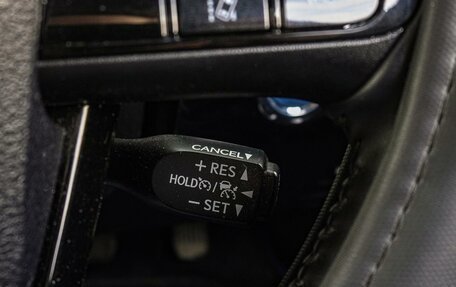 CANCEL▼
+ RES ▲
HOLD /
− SET ▲